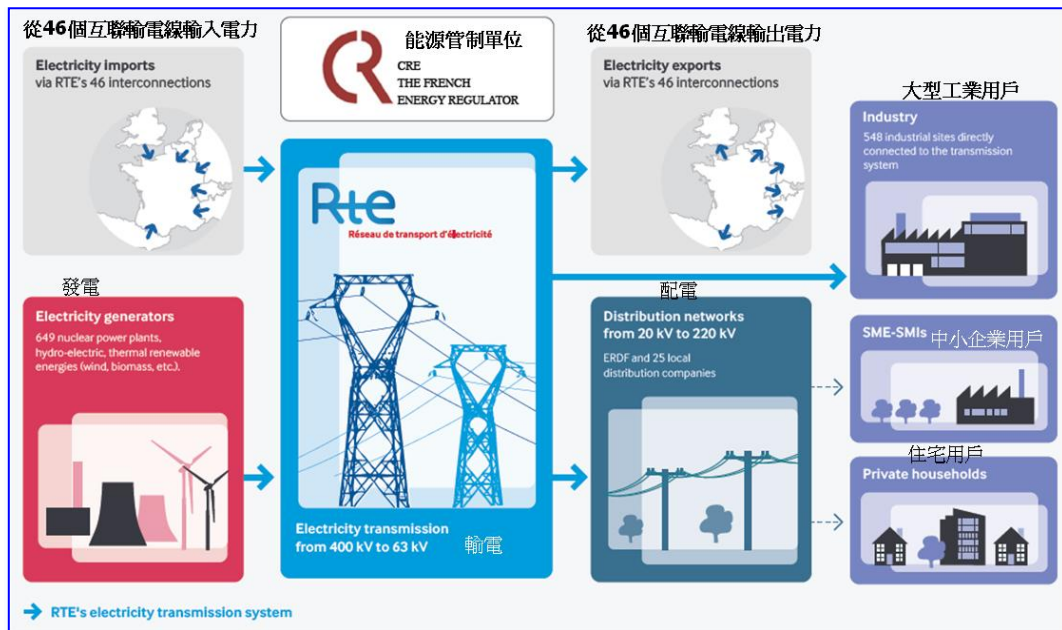 從46個互聯輸電線輸入電力
Electricity imports
via RTE's 46 interconnections
能源管制單位
CRE
THE FRENCH
ENERGY REGULATOR
從46個互聯輸電線輸出電力
Electricity exports
via RTE's 46 interconnections
大型工業用戶
Industry
548 industrial sites directly
connected to the transmission
system
Rte
Réseau de transport d'électricité
發電
Electricity generators
649 nuclear power plants,
hydro-electric, thermal renewable
energies (wind, biomass, etc.).
Electricity transmission
from 400 kV to 63 kV
輸電
配電
Distribution networks
from 20 kV to 220 kV
ERDF and 25 local
distribution companies
SME-SMIs 中小企業用戶
住宅用戶
Private households
RTE's electricity transmission system